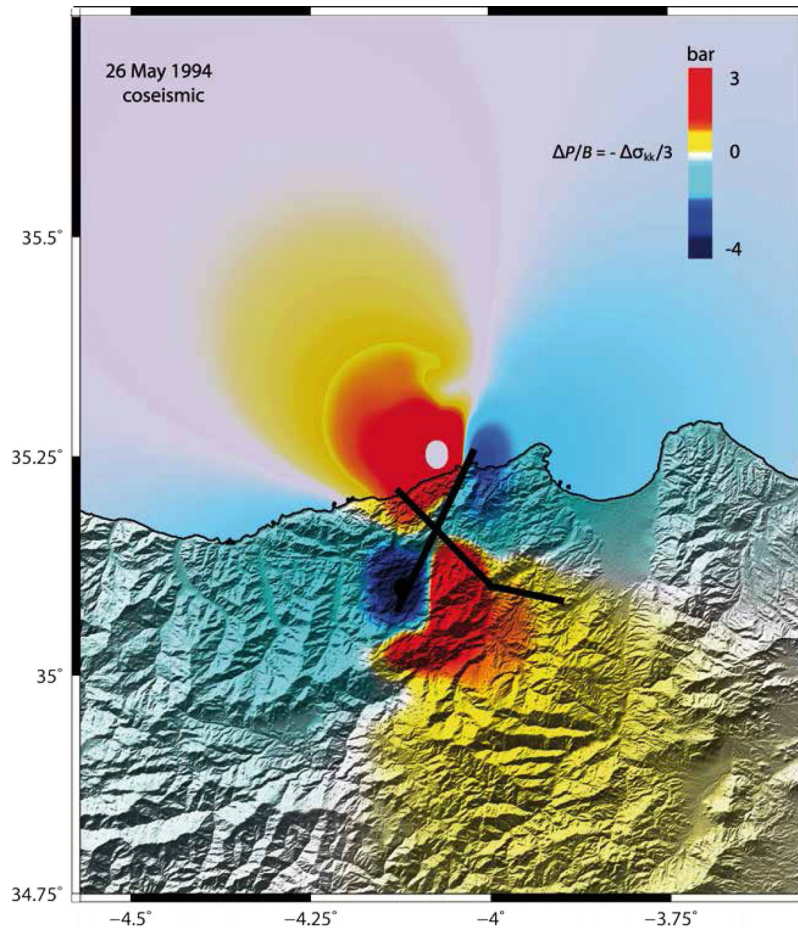 26 May 1994
coseismic
bar
3
ΔP/B = - Δσkk/3
0
-4
35.5˚
35.25˚
35˚
34.75˚
−4.5˚
−4.25˚
−4˚
−3.75˚